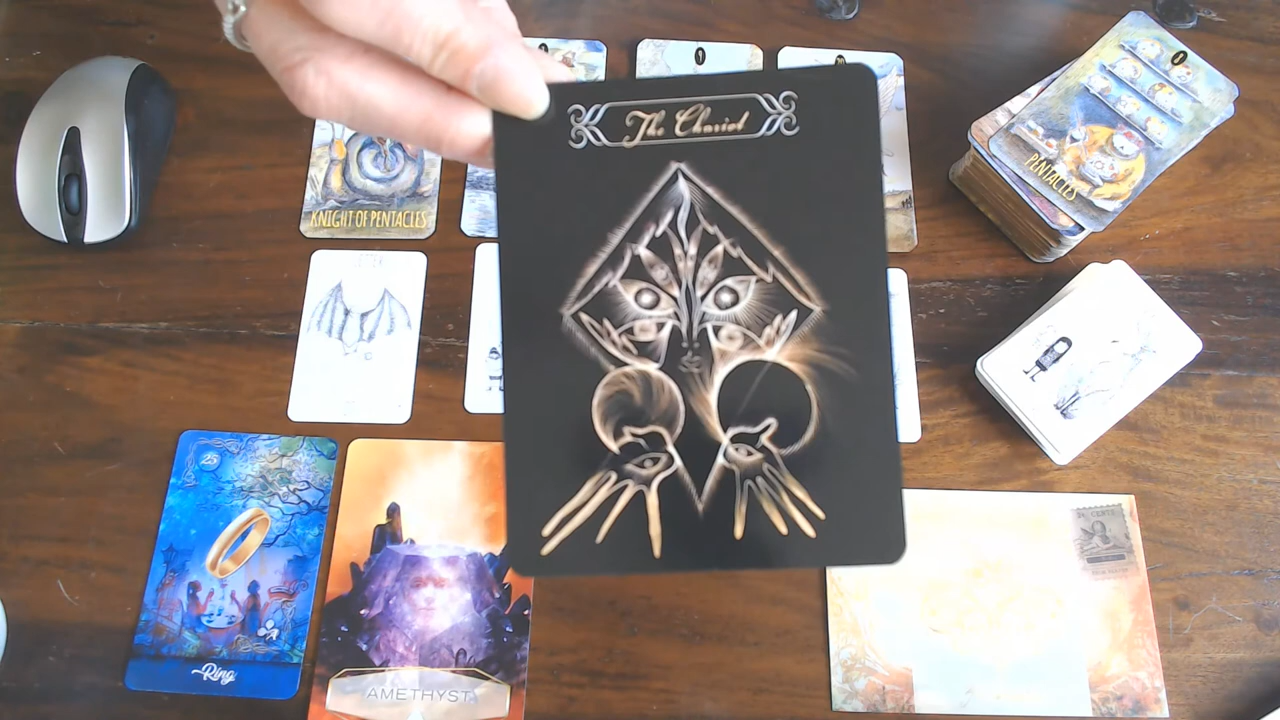 The Chariot
KNIGHT OF PENTACLES
PENTACLES
25
Ring
AMETHYST